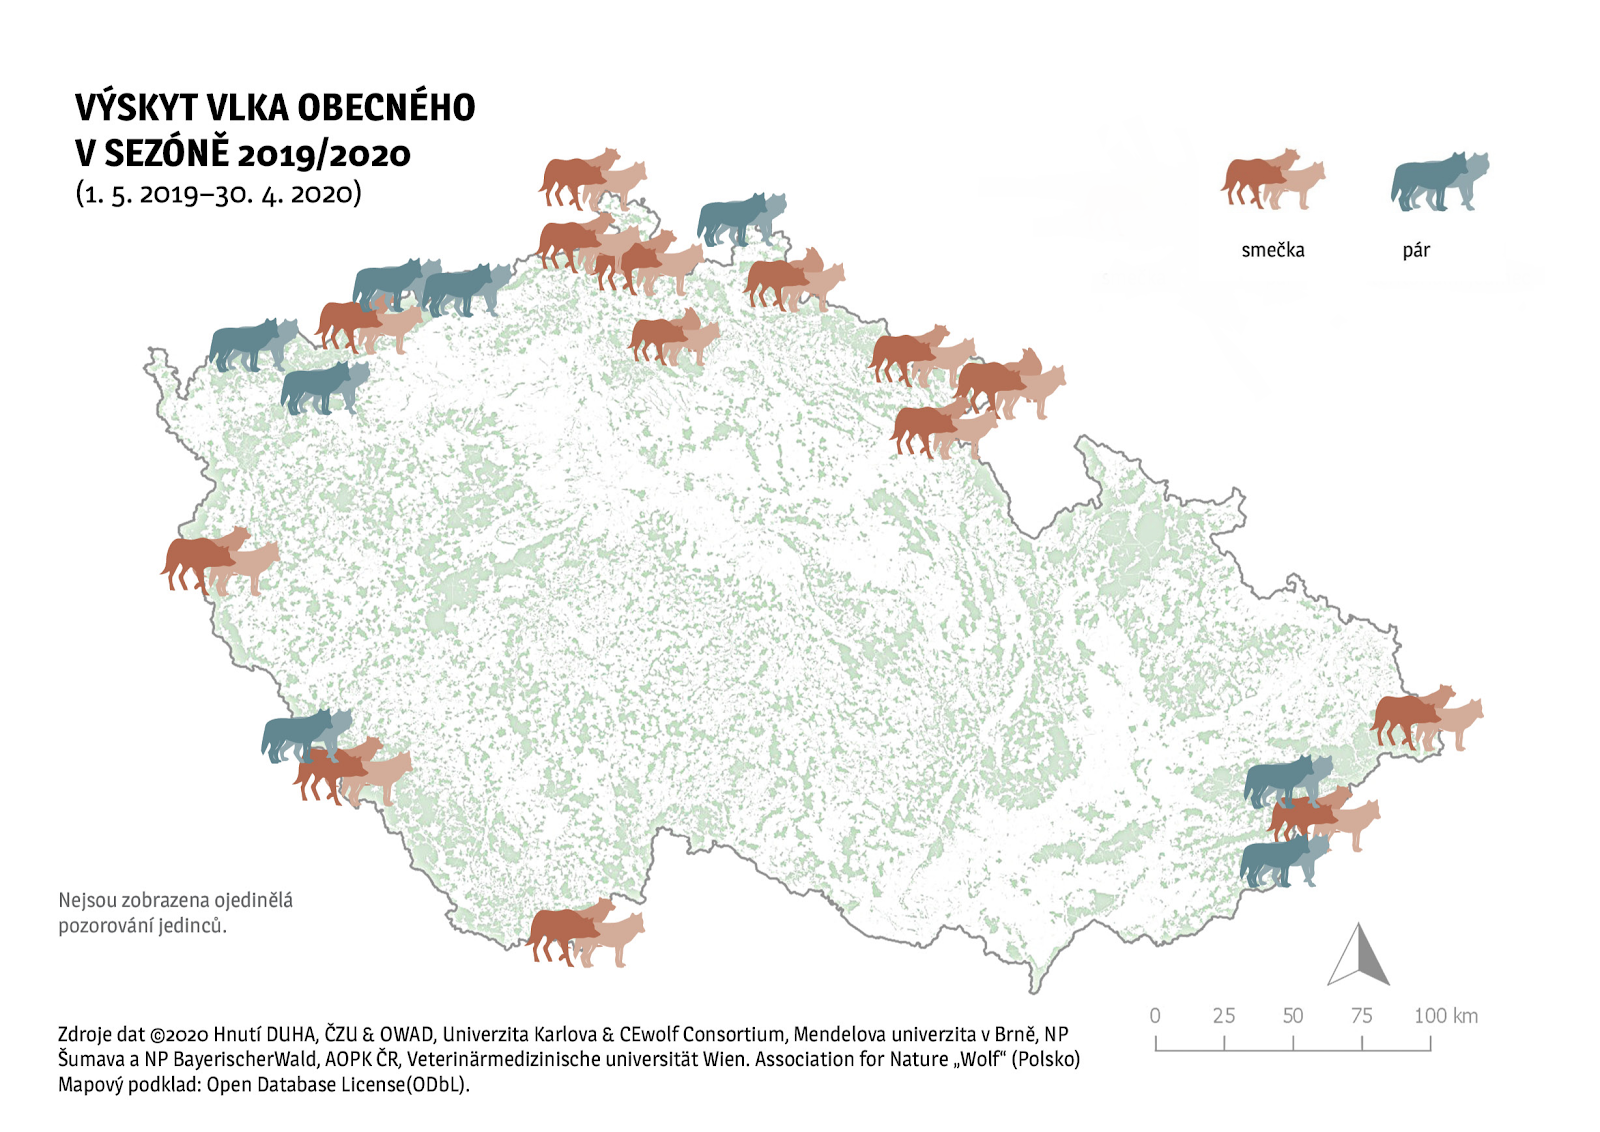 VÝSKYT VLKA OBECNÉHO
V SEZÓNĚ 2019/2020
(1. 5. 2019–30. 4. 2020)
smečka pár
Nejsou zobrazena ojedinělá
pozorování jedinců.
0 25 50 75 100 km
Zdroje dat ©2020 Hnutí DUHA, ČZU & OWAD, Univerzita Karlova & CEwolf Consortium, Mendelova univerzita v Brně, NP
Šumava a NP BayerischerWald, AOPK ČR, Veterinärmedizinische universität Wien. Association for Nature „Wolf“ (Polsko)
Mapový podklad: Open Database License(ODbL).